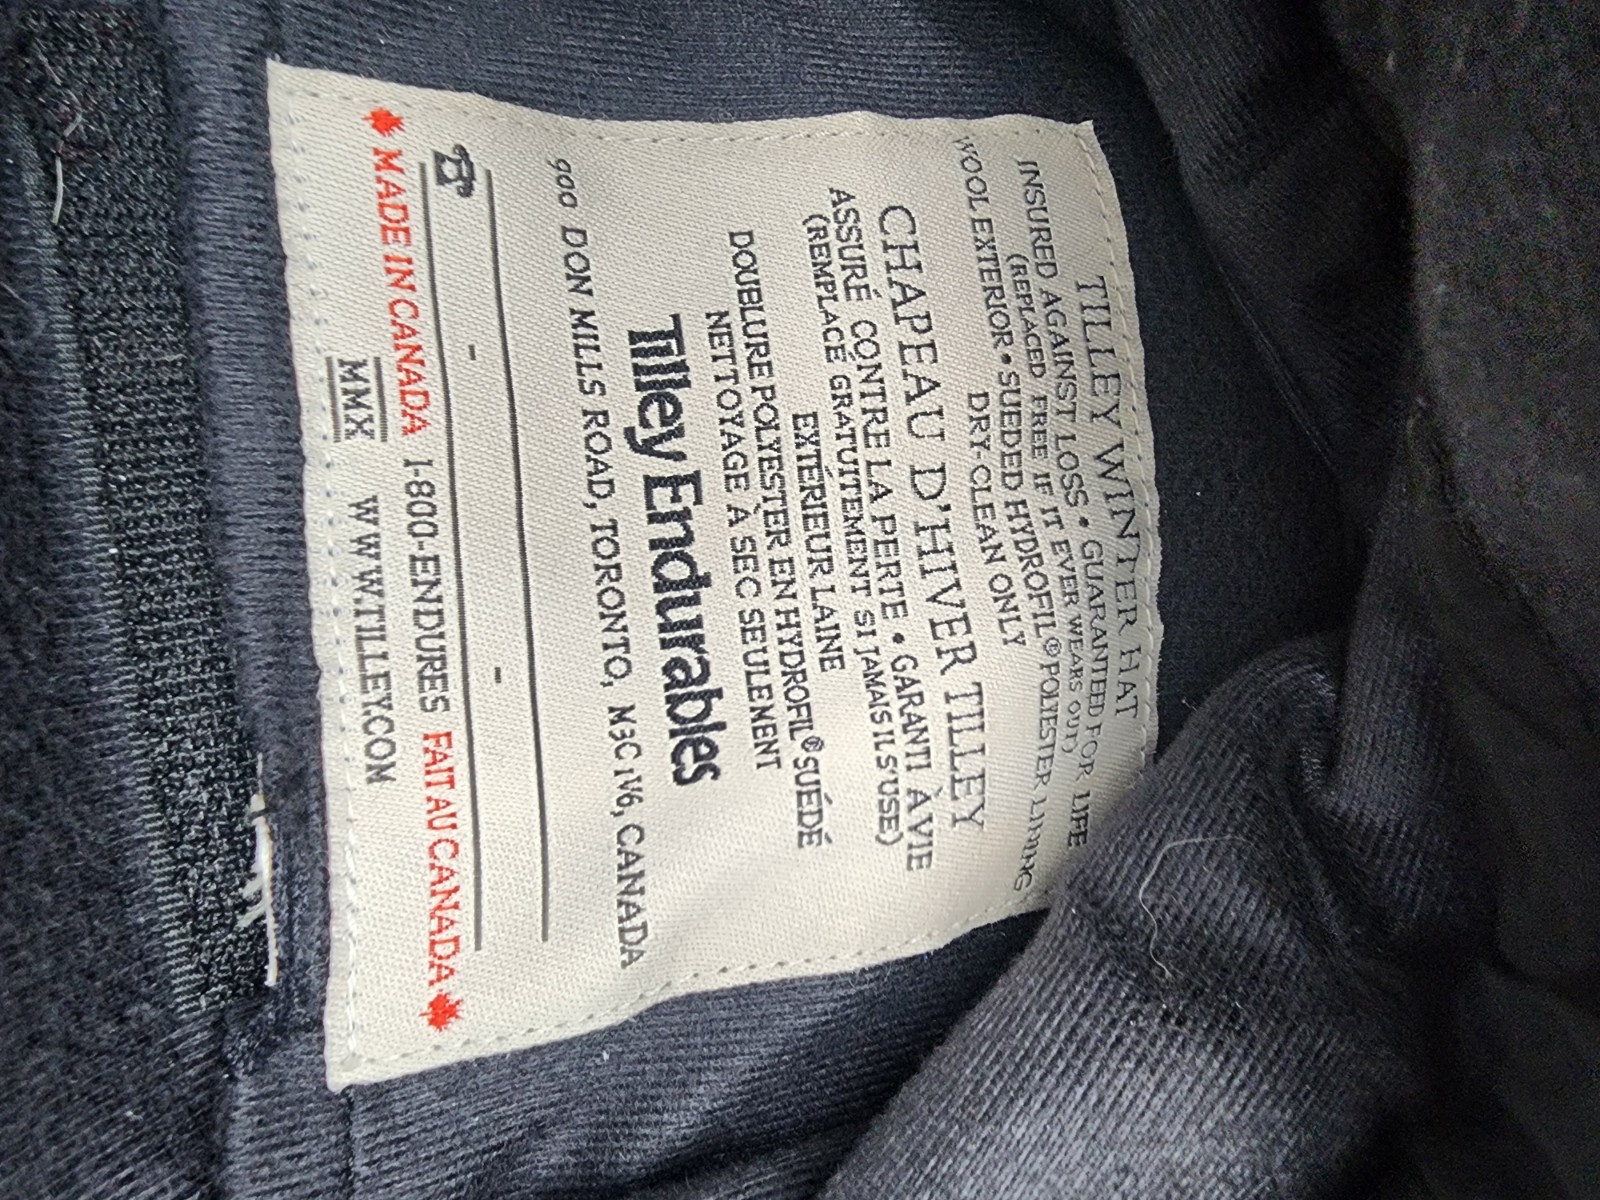 TILLEY WINTER HAT
INSURED AGAINST LOSS • GUARANTEED FOR LIFE
(REPLACED FREE IF IT EVER WEARS OUT)
WOOL EXTERIOR • SUEDED HYDROFIL® POLYESTER LINING
DRY-CLEAN ONLY
CHAPEAU D'HIVER TILLEY
ASSURÉ CONTRE LA PERTE • GARANTI À VIE
(REMPLACÉ GRATUITEMENT SI JAMAIS IL S'USE)
EXTÉRIEUR LAINE
DOUBLURE POLYESTER EN HYDROFIL® SUÉDÉ
NETTOYAGE À SEC SEULEMENT
Tilley Endurables
900 DON MILLS ROAD, TORONTO, M3C 1V6, CANADA
☎ - -
MADE IN CANADA 1-800-ENDURES FAIT AU CANADA
MMX WWW.TILLEY.COM